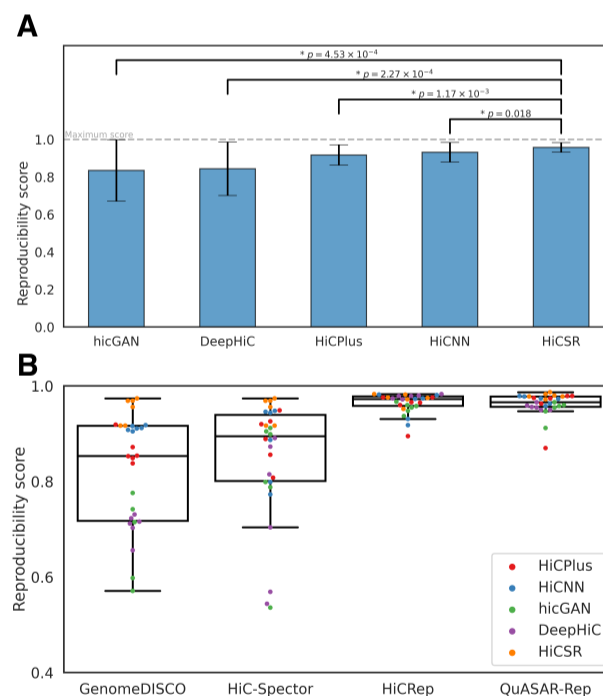 A
* p = 4.53 × 10⁻⁴
* p = 2.27 × 10⁻⁴
* p = 1.17 × 10⁻³
* p = 0.018
Maximum score
Reproducibility score
1.0
0.8
0.6
0.4
0.2
0.0
hicGAN DeepHiC HiCPlus HiCNN HiCSR
B
Reproducibility score
1.0
0.8
0.6
0.4
HiCPlus
HiCNN
hicGAN
DeepHiC
HiCSR
GenomeDISCO HiC-Spector HiCRep QuASAR-Rep